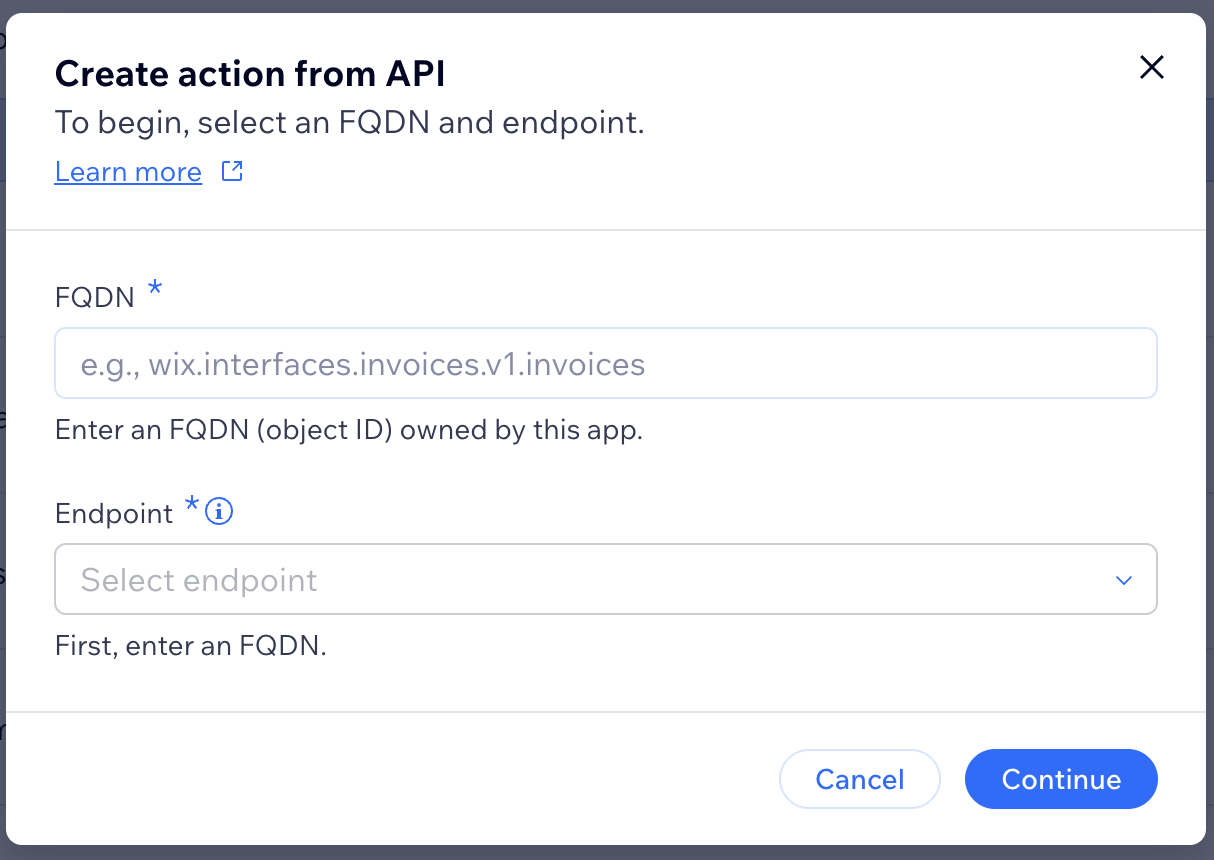 Create action from API
To begin, select an FQDN and endpoint.
Learn more
FQDN *
e.g., wix.interfaces.invoices.v1.invoices
Enter an FQDN (object ID) owned by this app.
Endpoint *
Select endpoint
First, enter an FQDN.
Cancel
Continue